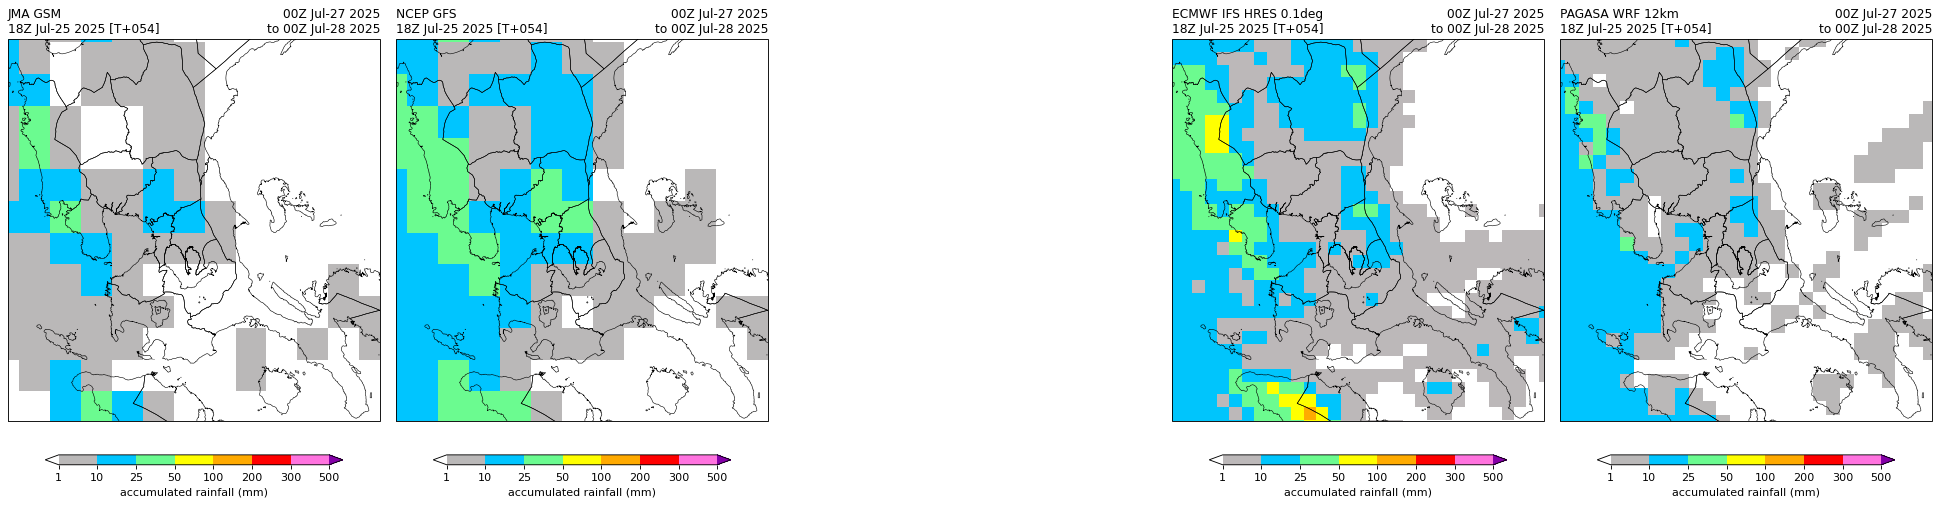 JMA GSM 00Z Jul-27 2025
18Z Jul-25 2025 [T+054] to 00Z Jul-28 2025
NCEP GFS 00Z Jul-27 2025
18Z Jul-25 2025 [T+054] to 00Z Jul-28 2025
ECMWF IFS HRES 0.1deg 00Z Jul-27 2025
18Z Jul-25 2025 [T+054] to 00Z Jul-28 2025
PAGASA WRF 12km 00Z Jul-27 2025
18Z Jul-25 2025 [T+054] to 00Z Jul-28 2025
1 10 25 50 100 200 300 500
accumulated rainfall (mm)
1 10 25 50 100 200 300 500
accumulated rainfall (mm)
1 10 25 50 100 200 300 500
accumulated rainfall (mm)
1 10 25 50 100 200 300 500
accumulated rainfall (mm)